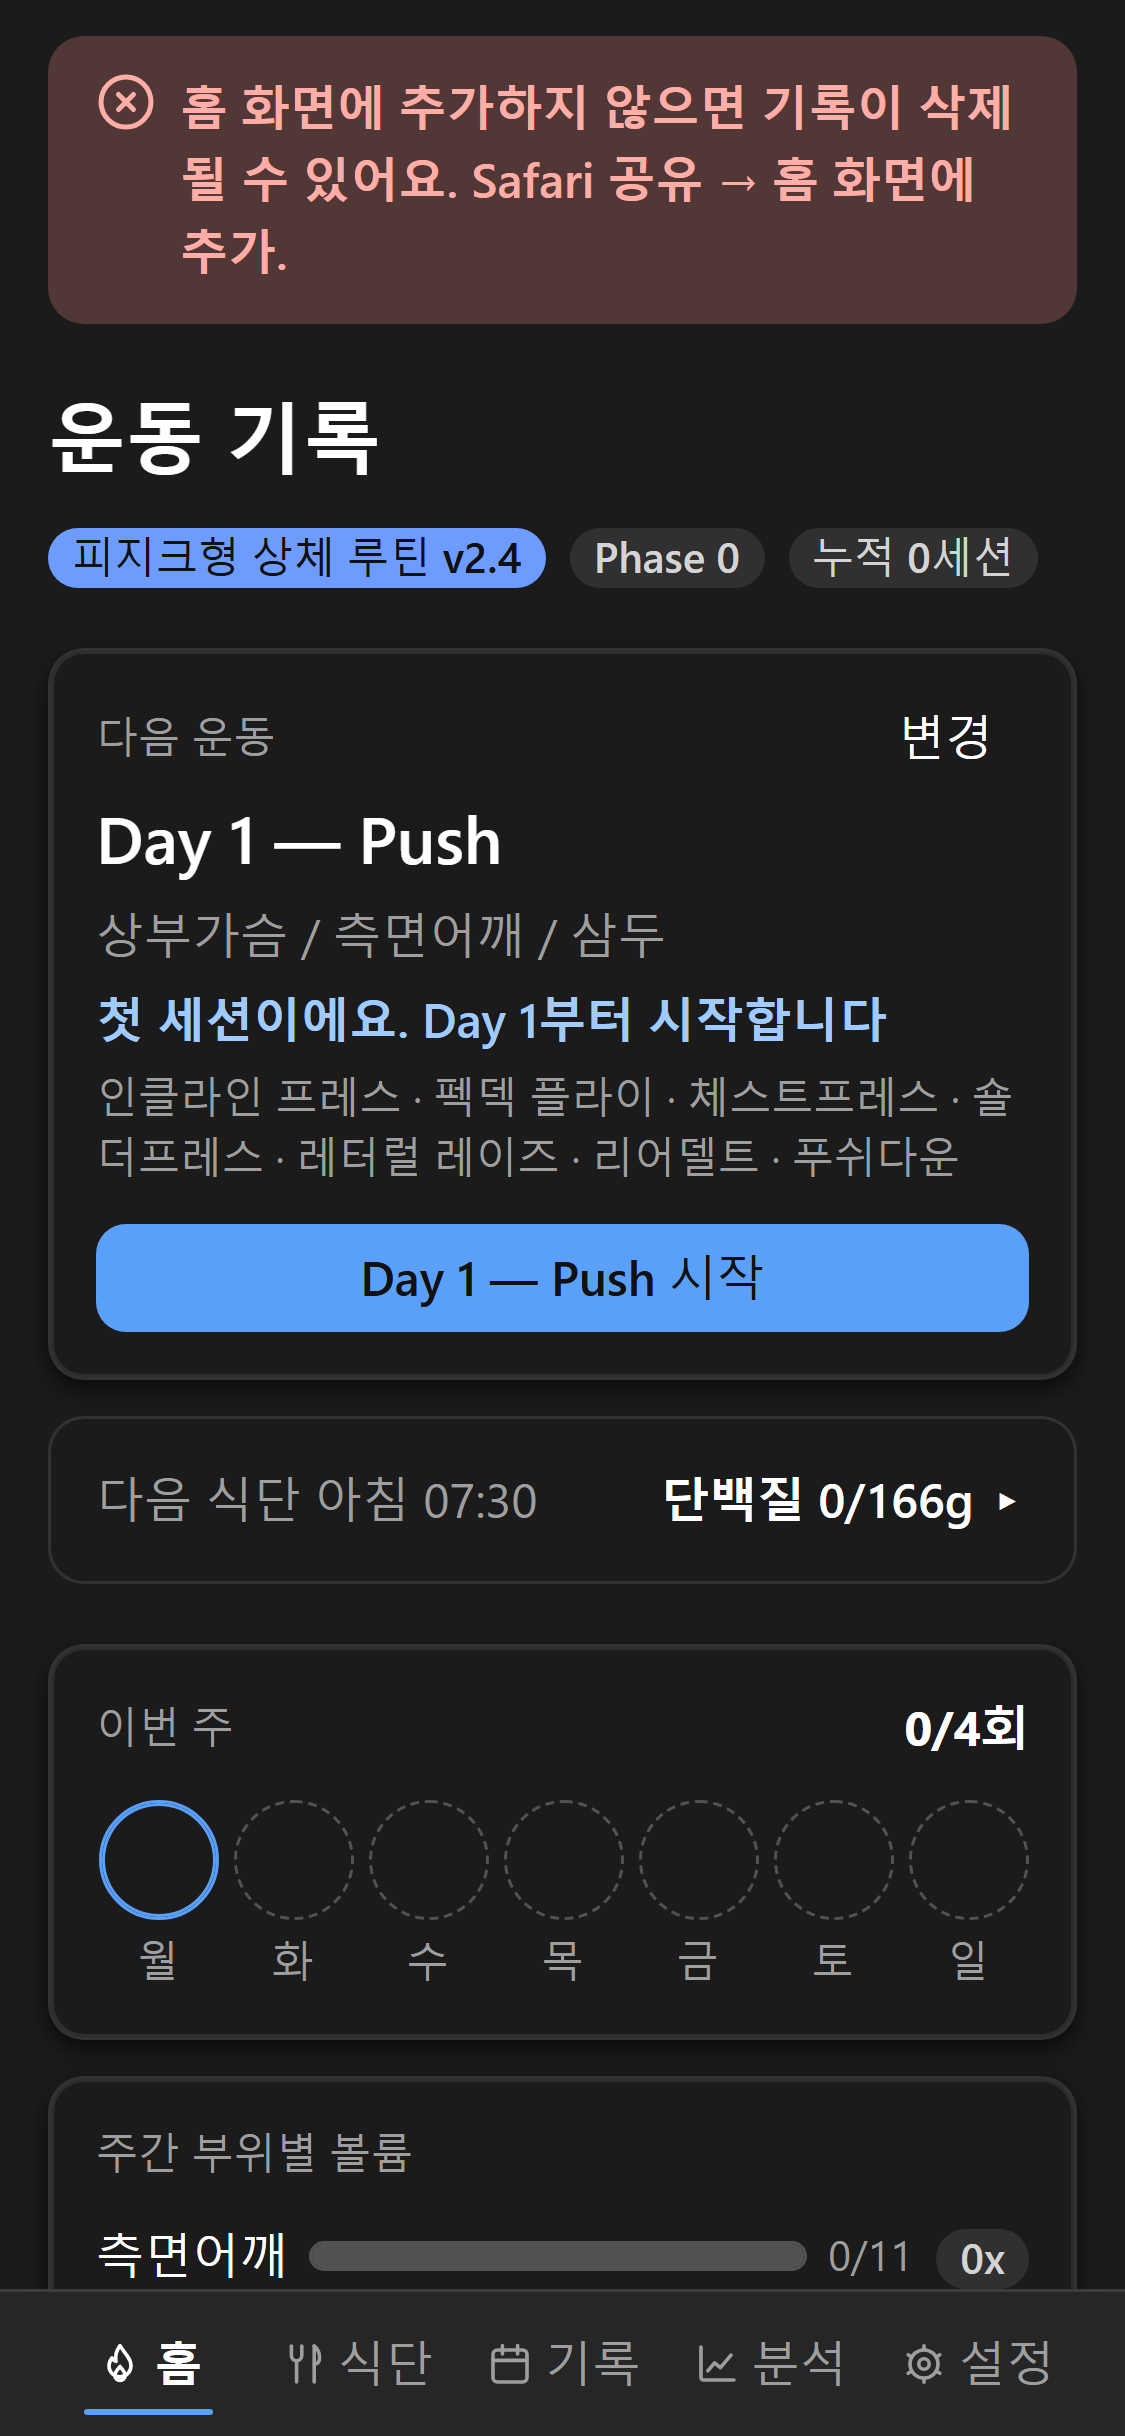 홈 화면에 추가하지 않으면 기록이 삭제
될 수 있어요. Safari 공유 → 홈 화면에
추가.
운동 기록
피지크형 상체 루틴 v2.4
Phase 0
누적 0세션
다음 운동
변경
Day 1 — Push
상부가슴 / 측면어깨 / 삼두
첫 세션이에요. Day 1부터 시작합니다
인클라인 프레스 · 펙덱 플라이 · 체스트프레스 · 숄
더프레스 · 레터럴 레이즈 · 리어델트 · 푸쉬다운
Day 1 — Push 시작
다음 식단 아침 07:30
단백질 0/166g ▸
이번 주
0/4회
월 화 수 목 금 토 일
주간 부위별 볼륨
측면어깨 0/11 0x
홈 식단 기록 분석 설정